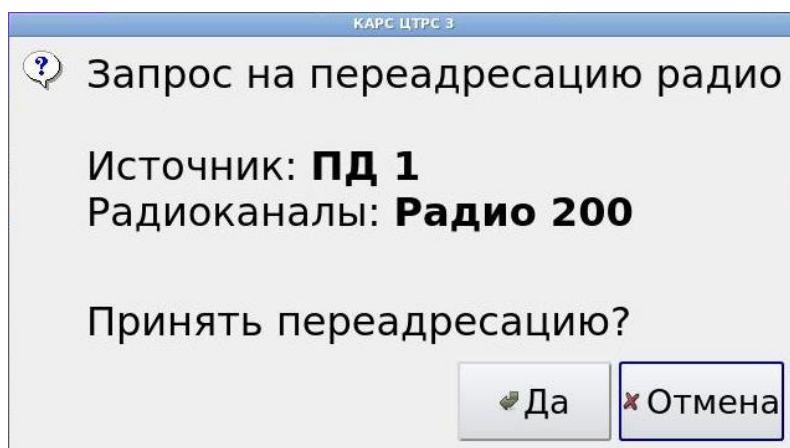 КАРС ЦТРС 3
Запрос на переадресацию радио
Источник: ПД 1
Радиоканалы: Радио 200
Принять переадресацию?
Да
Отмена